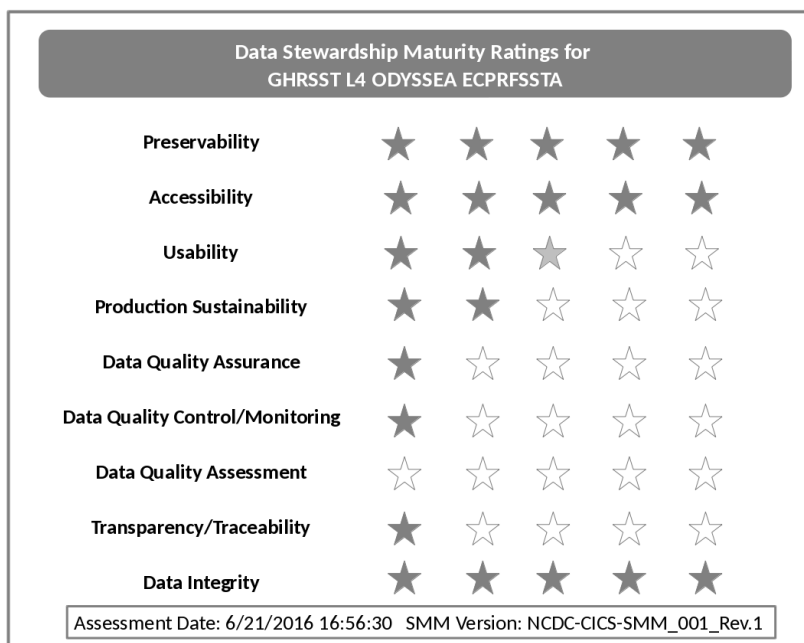 Data Stewardship Maturity Ratings for
GHRSST L4 ODYSSEA ECPRFSSTA
Preservability
Accessibility
Usability
Production Sustainability
Data Quality Assurance
Data Quality Control/Monitoring
Data Quality Assessment
Transparency/Traceability
Data Integrity
Assessment Date: 6/21/2016 16:56:30 SMM Version: NCDC-CICS-SMM_001_Rev.1